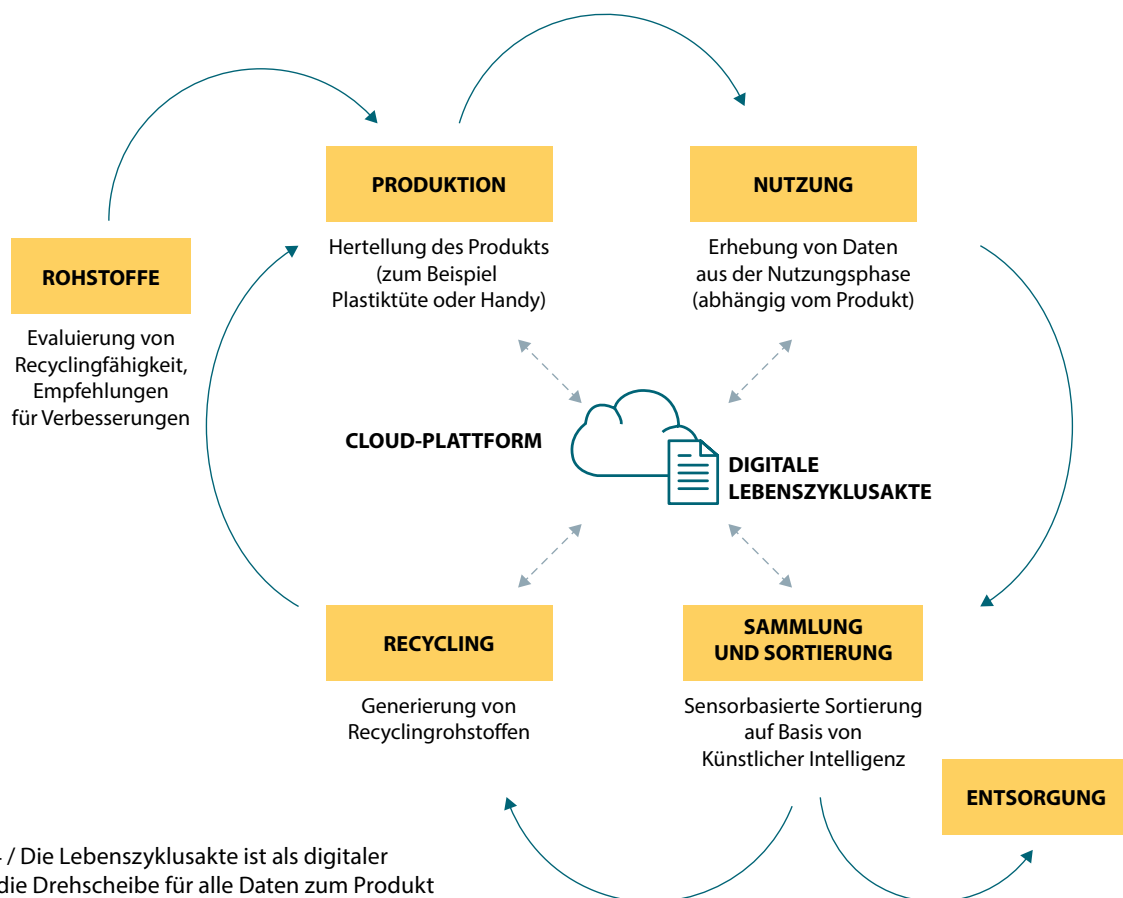 PRODUKTION
Hertellung des Produkts
(zum Beispiel
Plastiktüte oder Handy)
NUTZUNG
Erhebung von Daten
aus der Nutzungsphase
(abhängig vom Produkt)
ROHSTOFFE
Evaluierung von
Recyclingfähigkeit,
Empfehlungen
für Verbesserungen
CLOUD-PLATTFORM
DIGITALE
LEBENSZYKLUSAKTE
RECYCLING
Generierung von
Recyclingrohstoffen
SAMMLUNG
UND SORTIERUNG
Sensorbasierte Sortierung
auf Basis von
Künstlicher Intelligenz
ENTSORGUNG
/ Die Lebenszyklusakte ist als digitaler
die Drehscheibe für alle Daten zum Produkt